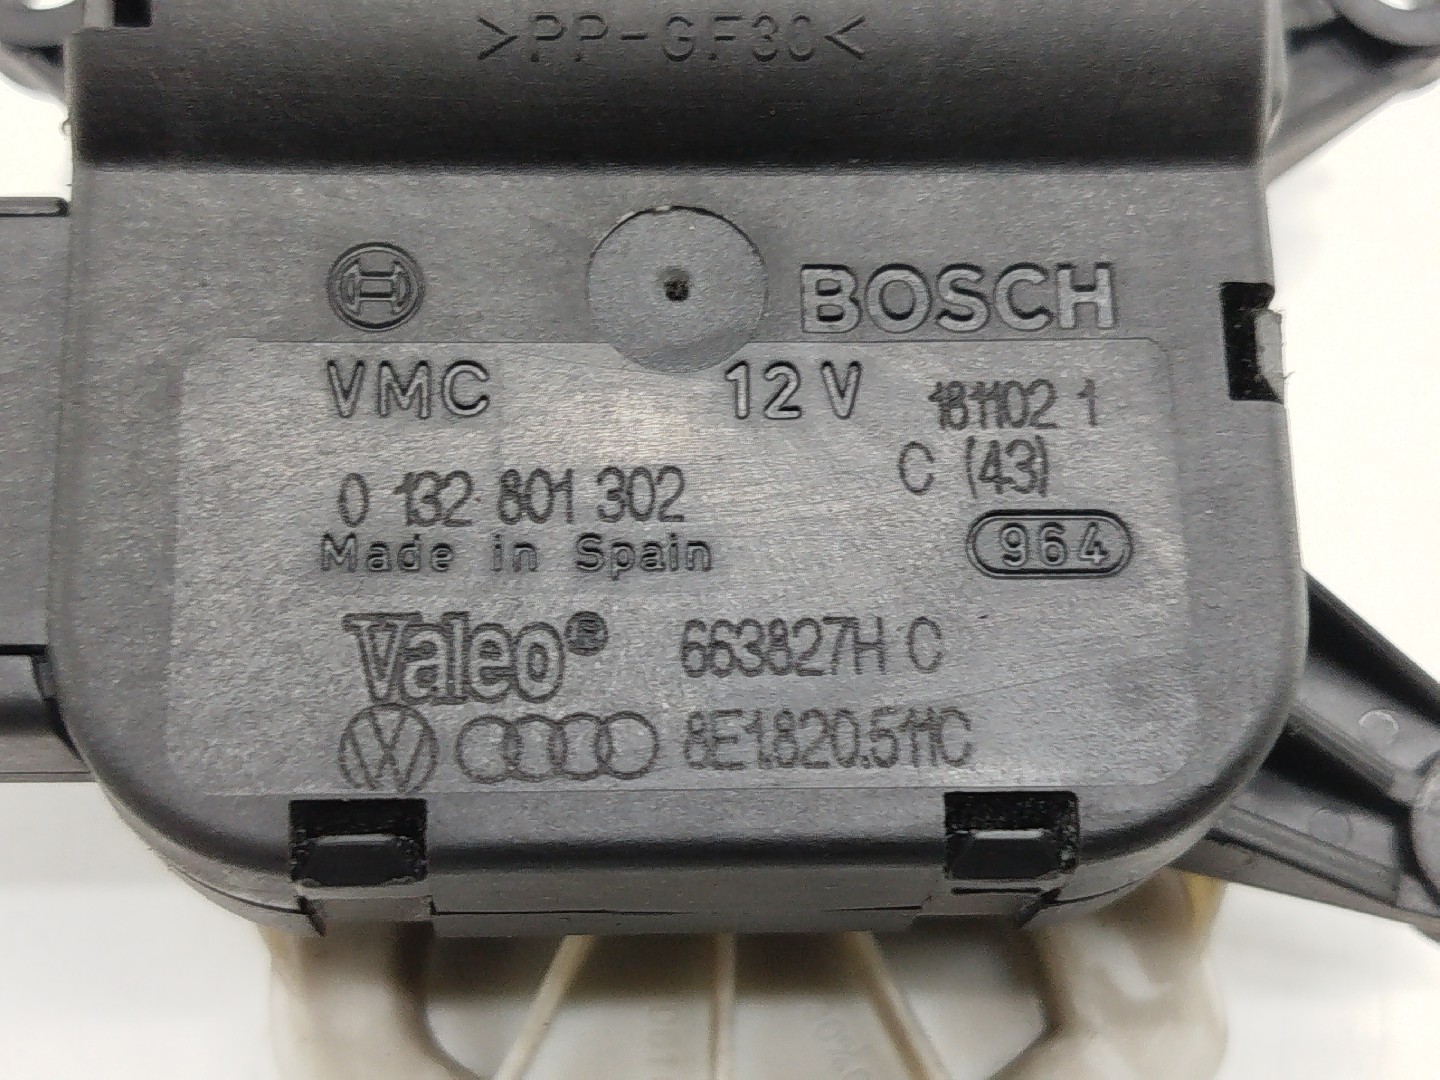 >PP-GF30<
BOSCH
VMC 12V 181102 1
C (43)
0 132 801 302
Made in Spain 964
Valeo® 663827H C
8E1.820.511C